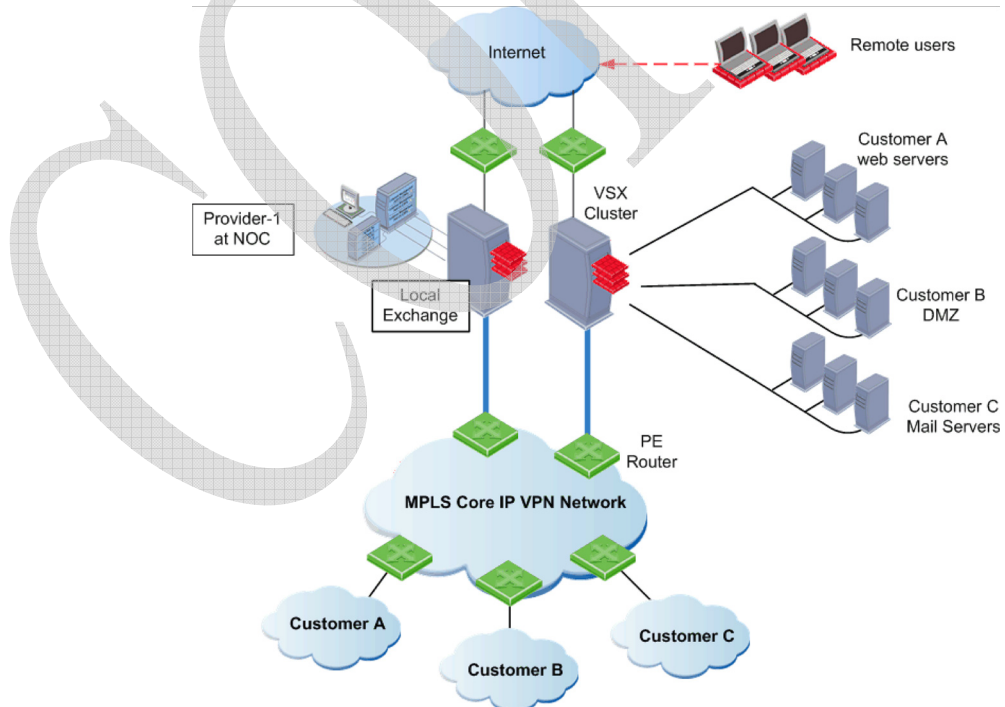 Internet
Remote users
Customer A
web servers
VSX
Cluster
Provider-1
at NOC
Local
Exchange
Customer B
DMZ
Customer C
Mail Servers
PE
Router
MPLS Core IP VPN Network
Customer A
Customer B
Customer C